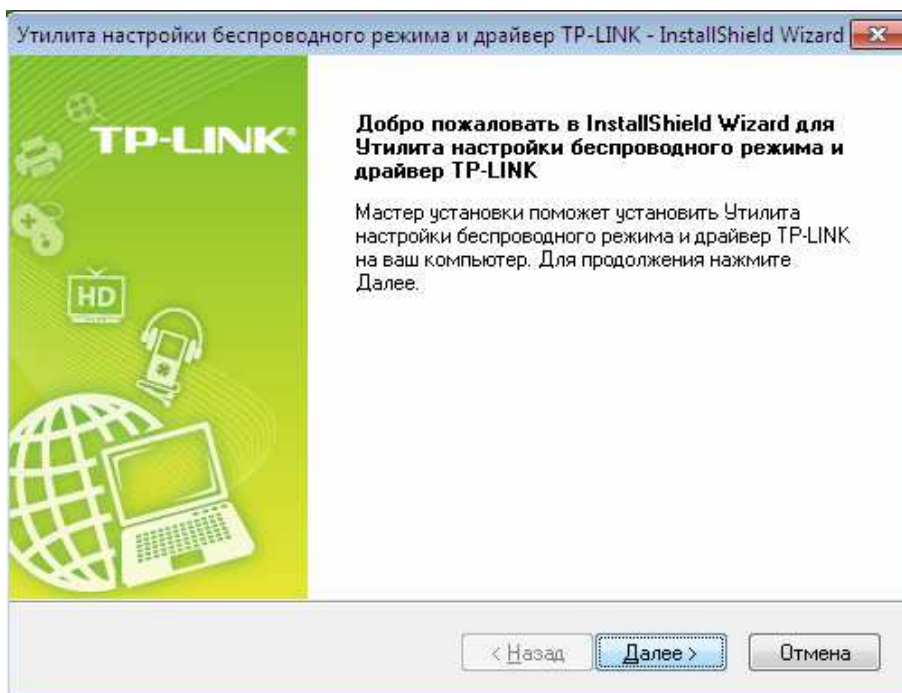 Утилита настройки беспроводного режима и драйвер TP-LINK - InstallShield Wizard
TP-LINK®
HD
Добро пожаловать в InstallShield Wizard для
Утилита настройки беспроводного режима и
драйвер TP-LINK
Мастер установки поможет установить Утилита
настройки беспроводного режима и драйвер TP-LINK
на ваш компьютер. Для продолжения нажмите
Далее.
< Назад Далее > Отмена